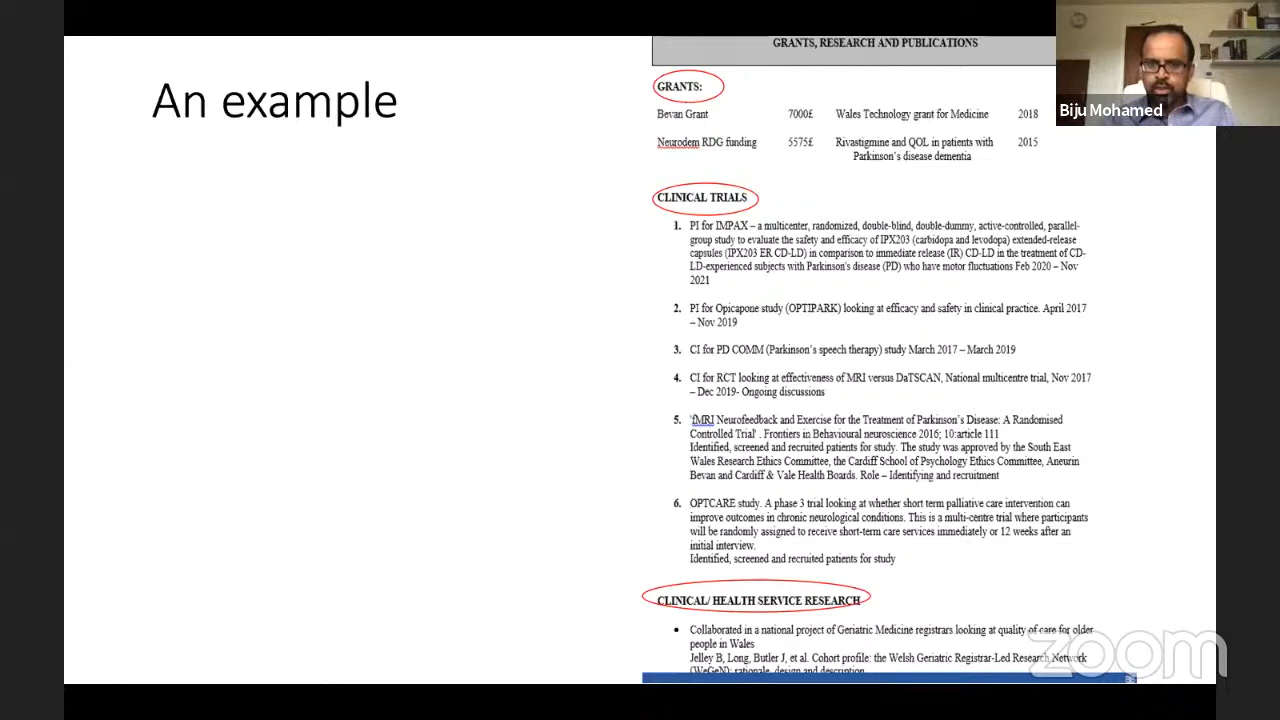 An example
GRANTS, RESEARCH AND PUBLICATIONS
GRANTS:
Bevan Grant 7000£ Wales Technology grant for Medicine 2018
Neurodem RDG funding 5575£ Rivastigmine and QOL in patients with 2015
Parkinson's disease dementia
CLINICAL TRIALS
1. PI for IMPAX – a multicenter, randomized, double-blind, double-dummy, active-controlled, parallel-
group study to evaluate the safety and efficacy of IPX203 (carbidopa and levodopa) extended-release
capsules (IPX203 ER CD-LD) in comparison to immediate release (IR) CD-LD in the treatment of CD-
LD-experienced subjects with Parkinson's disease (PD) who have motor fluctuations Feb 2020 – Nov
2021
2. PI for Opicapone study (OPTIPARK) looking at efficacy and safety in clinical practice. April 2017
– Nov 2019
3. CI for PD COMM (Parkinson's speech therapy) study March 2017 – March 2019
4. CI for RCT looking at effectiveness of MRI versus DaTSCAN, National multicentre trial, Nov 2017
– Dec 2019- Ongoing discussions
5. 'fMRI Neurofeedback and Exercise for the Treatment of Parkinson's Disease: A Randomised
Controlled Trial' . Frontiers in Behavioural neuroscience 2016; 10:article 111
Identified, screened and recruited patients for study. The study was approved by the South East
Wales Research Ethics Committee, the Cardiff School of Psychology Ethics Committee, Aneurin
Bevan and Cardiff & Vale Health Boards. Role – Identifying and recruitment
6. OPTCARE study. A phase 3 trial looking at whether short term palliative care intervention can
improve outcomes in chronic neurological conditions. This is a multi-centre trial where participants
will be randomly assigned to receive short-term care services immediately or 12 weeks after an
initial interview.
Identified, screened and recruited patients for study
CLINICAL/ HEALTH SERVICE RESEARCH
• Collaborated in a national project of Geriatric Medicine registrars looking at quality of care for older
people in Wales
Jelley B, Long, Butler J, et al. Cohort profile: the Welsh Geriatric Registrar-Led Research Network
(WeGeN): rationale, design and description
Biju Mohamed
zoom